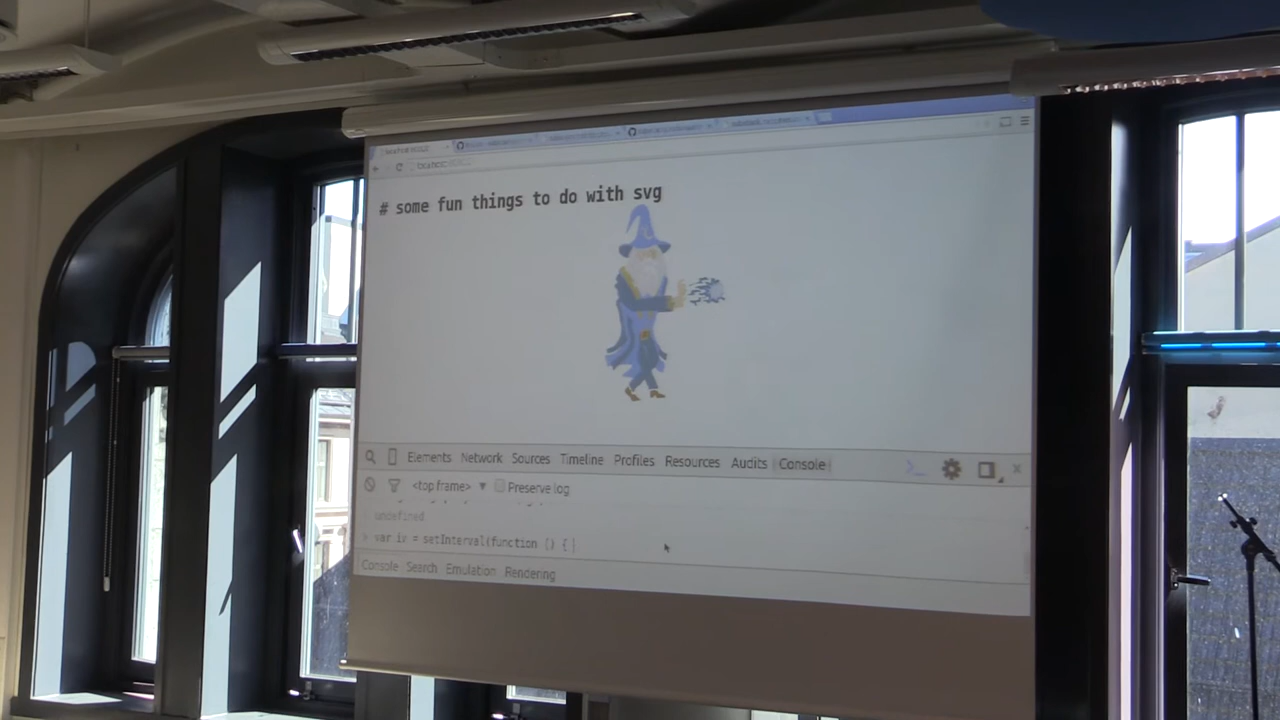 # some fun things to do with svg
Elements Network Sources Timeline Profiles Resources Audits Console
<top frame> ▼ Preserve log
undefined
> var iv = setInterval(function () {
Console Search Emulation Rendering